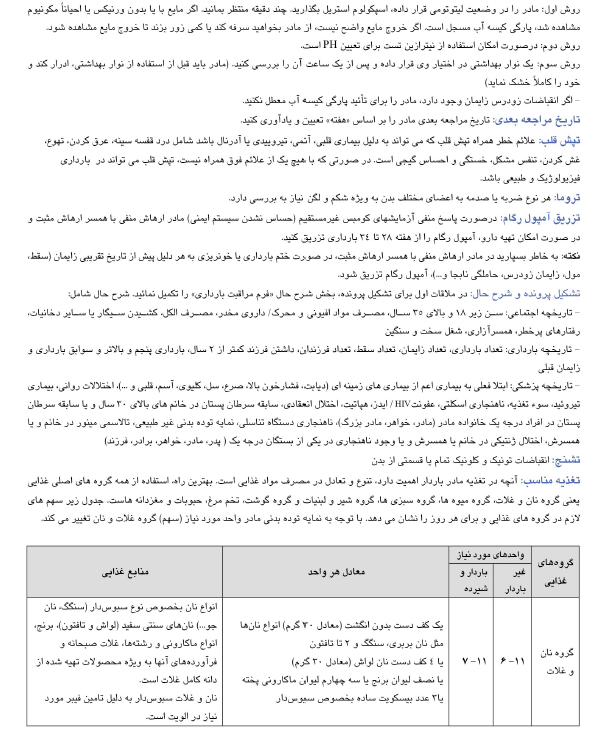 روش اول: مادر را در وضعیت لیتوتومی قرار داده، اسپکولوم استریل بگذارید. چند دقیقه منتظر بمانید. اگر مایع با یا بدون ورنیکس یا احیاناً مکونیوم
مشاهده شد، پارگی کیسه آب مسجل است. اگر خروج مایع واضح نیست، از مادر بخواهید سرفه کند یا کمی زور بزند تا خروج مایع مشاهده شود.
روش دوم: درصورت امکان استفاده از نیترازین تست برای تعیین PH است.
روش سوم: یک نوار بهداشتی در اختیار وی قرار داده و پس از یک ساعت آن را بررسی کنید. (مادر باید قبل از استفاده از نوار بهداشتی، ادرار کند و
خود را کاملاً خشک نماید)
– اگر انقباضات زودرس زایمان وجود دارد، مادر را برای تأئید پارگی کیسه آب معطل نکنید.
تاریخ مراجعه بعدی: تاریخ مراجعه بعدی مادر را بر اساس «هفته» تعیین و یادآوری کنید.
تپش قلب: علائم خطر همراه تپش قلب که می تواند به دلیل بیماری قلبی، آنمی، تیروییدی یا آدرنال باشد شامل درد قفسه سینه، عرق کردن، تهوع،
غش کردن، تنفس مشکل، خستگی و احساس گیجی است. در صورتی که با هیچ یک از علائم فوق همراه نیست، تپش قلب می تواند در بارداری
فیزیولوژیک و طبیعی باشد.
تروما: هر نوع ضربه یا صدمه به اعضای مختلف بدن به ویژه شکم و لگن نیاز به بررسی دارد.
تزریق آمپول رگام: درصورت پاسخ منفی آزمایشهای کومبس غیرمستقیم (حساس نشدن سیستم ایمنی) مادر ارهاش منفی با همسر ارهاش مثبت و
در صورت امکان تهیه دارو، آمپول رگام را از هفته ۲۸ تا ۳۴ بارداری تزریق کنید.
نکته: به خاطر بسپارید در مادر ارهاش منفی با همسر ارهاش مثبت، در صورت ختم بارداری یا خونریزی به هر دلیل پیش از تاریخ تقریبی زایمان (سقط،
مول، زایمان زودرس، حاملگی نابجا و...)، آمپول رگام تزریق شود.
تشکیل پرونده و شرح حال: در ملاقات اول برای تشکیل پرونده، بخش شرح حال «فرم مراقبت بارداری» را تکمیل نمائید. شرح حال شامل:
– تاریخچه اجتماعی: سـن زیر ۱۸ و بالای ۳۵ سـال، مصـرف مواد افیونی و محرک/ داروی مخدر، مصـرف الکل، کشـیدن سـیگار یا سـایر دخانیات،
رفتارهای پرخطر، همسرآزاری، شغل سخت و سنگین
– تاریخچه بارداری: تعداد بارداری، تعداد زایمان، تعداد سقط، تعداد فرزندان، داشتن فرزند کمتر از ۲ سال، بارداری پنجم و بالاتر و سوابق بارداری و
زایمان قبلی
– تاریخچه پزشکی: ابتلا فعلی به بیماری اعم از بیماری های زمینه ای (دیابت، فشارخون بالا، صرع، سل، کلیوی، آسم، قلبی و ...)، اختلالات روانی، بیماری
تیروئید، سوء تغذیه، ناهنجاری اسکلتی، عفونتHIV / ایدز، هپاتیت، اختلال انعقادی، سابقه سرطان پستان در خانم های بالای ۳۰ سال و یا سابقه سرطان
پستان در افراد درجه یک خانواده مادر (مادر، خواهر، مادر بزرگ)، ناهنجاری دستگاه تناسلی، نمایه توده بدنی غیر طبیعی، تالاسمی مینور در خانم و یا
همسرش، اختلال ژنتیکی در خانم یا همسرش و یا وجود ناهنجاری در یکی از بستگان درجه یک ( پدر، مادر، خواهر، برادر، فرزند)
تشنج: انقباضات تونیک و کلونیک تمام یا قسمتی از بدن
تغذیه مناسب: آنچه در تغذیه مادر باردار اهمیت دارد، تنوع و تعادل در مصرف مواد غذایی است. بهترین راه، استفاده از همه گروه های اصلی غذایی
یعنی گروه نان و غلات، گروه میوه ها، گروه سبزی ها، گروه شیر و لبنیات و گروه گوشت، تخم مرغ، حبوبات و مغزدانه هاست. جدول زیر سهم های
لازم در گروه های غذایی و برای هر روز را نشان می دهد. با توجه به نمایه توده بدنی مادر واحد مورد نیاز (سهم) گروه غلات و نان تغییر می کند.
گروه‌های
غذایی
واحدهای مورد نیاز
غیر
باردار
باردار و
شیرده
معادل هر واحد
منابع غذایی
گروه نان
و غلات
۶-۱۱
۷-۱۱
یک کف دست بدون انگشت (معادل ۳۰ گرم) انواع نان‌ها
مثل نان بربری، سنگک و ۲ تا تافتون
یا ٤ کف دست نان لواش (معادل ۳۰ گرم)
یا نصف لیوان برنج یا سه چهارم لیوان ماکارونی پخته
یا۳ عدد بیسکویت ساده بخصوص سبوس‌دار
انواع نان بخصوص نوع سبوس‌دار (سنگک، نان
جو...) نان‌های سنتی سفید (لواش و تافتون)، برنج،
انواع ماکارونی و رشته‌ها، غلات صبحانه و
فرآورده‌های آنها به ویژه محصولات تهیه شده از
دانه کامل غلات است.
نان و غلات سبوس‌دار به دلیل تامین فیبر مورد
نیاز در الویت است.